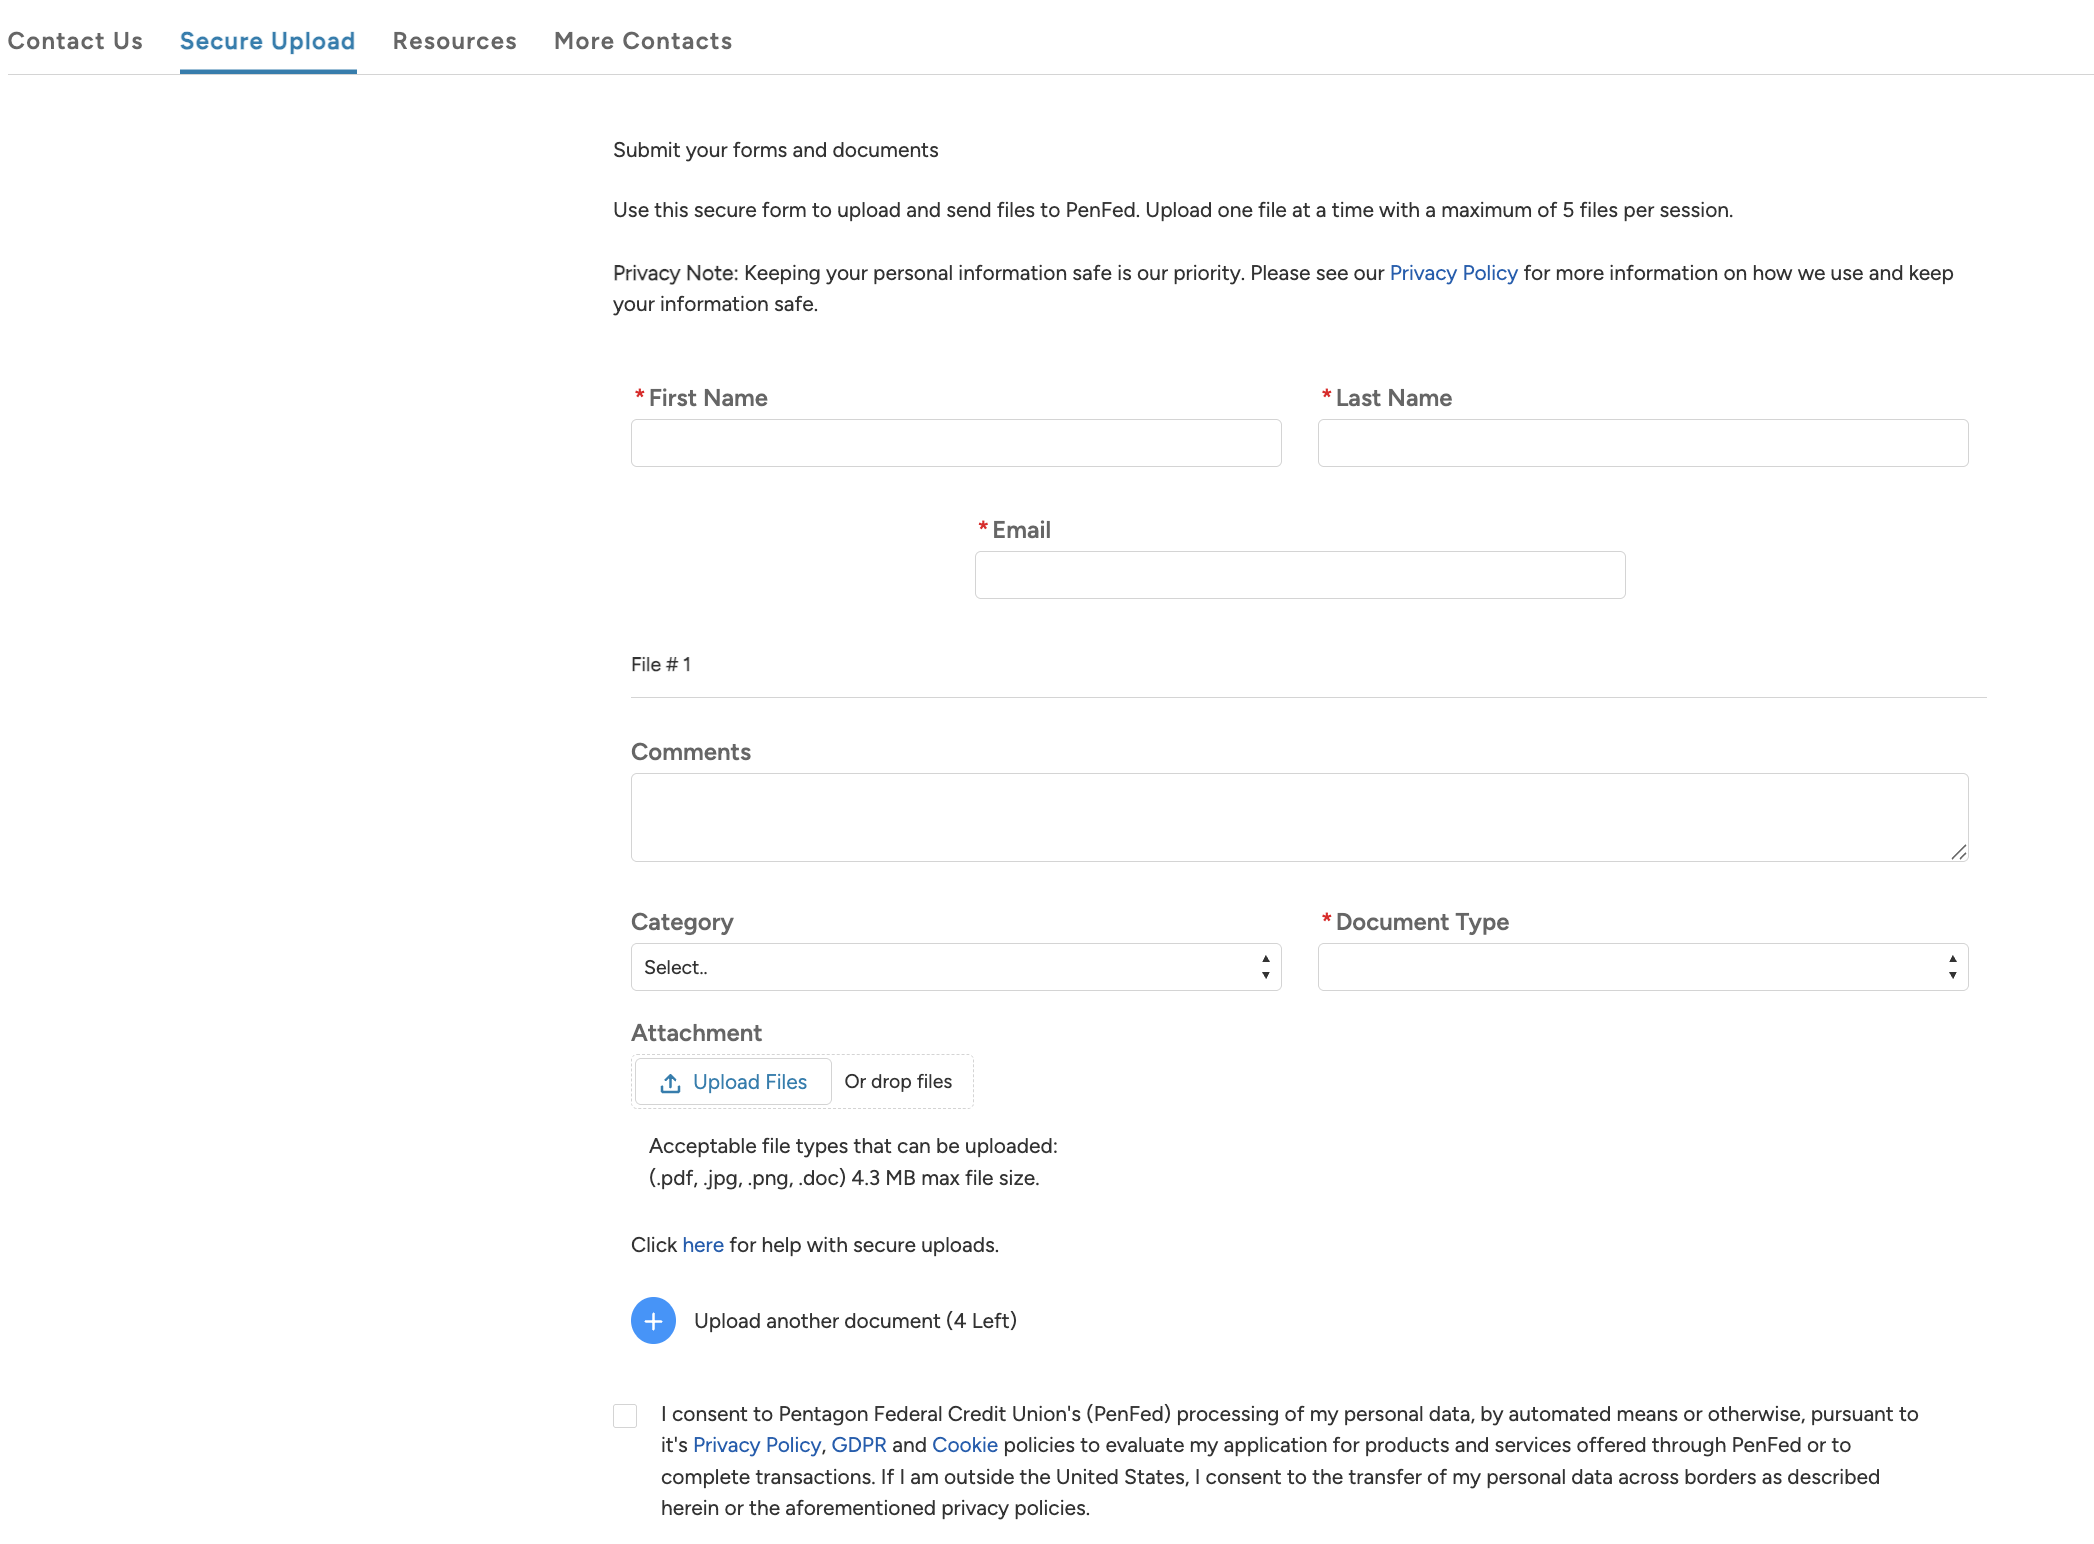 Contact Us Secure Upload Resources More Contacts
Submit your forms and documents
Use this secure form to upload and send files to PenFed. Upload one file at a time with a maximum of 5 files per session.
Privacy Note: Keeping your personal information safe is our priority. Please see our Privacy Policy for more information on how we use and keep
your information safe.
* First Name * Last Name
* Email
File # 1
Comments
Category * Document Type
Select..
Attachment
Upload Files Or drop files
Acceptable file types that can be uploaded:
(.pdf, .jpg, .png, .doc) 4.3 MB max file size.
Click here for help with secure uploads.
Upload another document (4 Left)
I consent to Pentagon Federal Credit Union's (PenFed) processing of my personal data, by automated means or otherwise, pursuant to
it's Privacy Policy, GDPR and Cookie policies to evaluate my application for products and services offered through PenFed or to
complete transactions. If I am outside the United States, I consent to the transfer of my personal data across borders as described
herein or the aforementioned privacy policies.